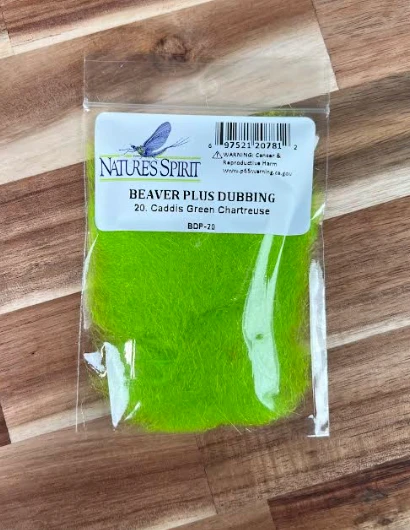 6 97521 20781 2
⚠WARNING: Cancer &
Reproductive Harm
www.p65warning.ca.gov
NATURE'S SPIRIT
BEAVER PLUS DUBBING
20. Caddis Green Chartreuse
BDP-20